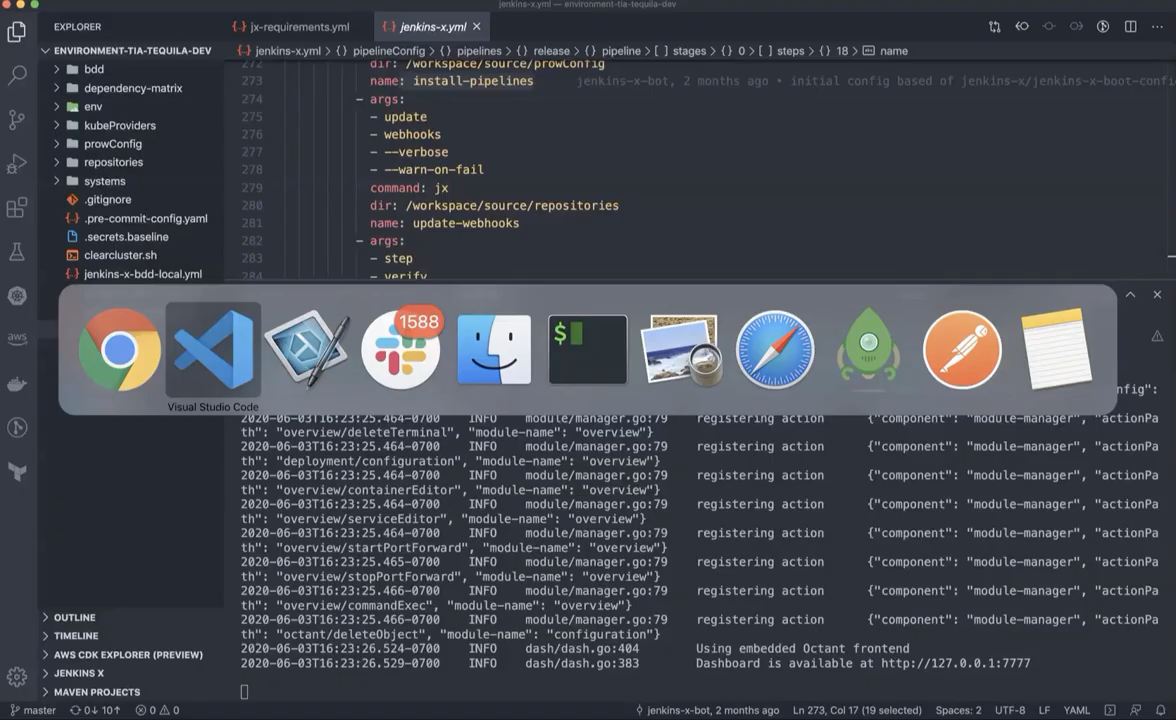 jenkins-x.yml — environment-tia-tequila-dev
EXPLORER
jx-requirements.yml
jenkins-x.yml
ENVIRONMENT-TIA-TEQUILA-DEV
jenkins-x.yml › {} pipelineConfig › {} pipelines › {} release › {} pipeline › [ ] stages › {} 0 › [ ] steps › {} 18 › name
bdd
dependency-matrix
env
kubeProviders
prowConfig
repositories
systems
.gitignore
.pre-commit-config.yaml
.secrets.baseline
clearcluster.sh
jenkins-x-bdd-local.yml
272 dir: /workspace/source/prowConfig
273 name: install-pipelines jenkins-x-bot, 2 months ago • initial config based of jenkins-x/jenkins-x-boot-confi
274 - args:
275 - update
276 - webhooks
277 - --verbose
278 - --warn-on-fail
279 command: jx
280 dir: /workspace/source/repositories
281 name: update-webhooks
282 - args:
283 - step
284 - verify
1588
$
Visual Studio Code
aws
nfig":
2020-06-03T16:23:25.464-0700 INFO module/manager.go:79 registering action {"component": "module-manager", "actionPa
th": "overview/deleteTerminal", "module-name": "overview"}
2020-06-03T16:23:25.464-0700 INFO module/manager.go:79 registering action {"component": "module-manager", "actionPa
th": "deployment/configuration", "module-name": "overview"}
2020-06-03T16:23:25.464-0700 INFO module/manager.go:79 registering action {"component": "module-manager", "actionPa
th": "overview/containerEditor", "module-name": "overview"}
2020-06-03T16:23:25.464-0700 INFO module/manager.go:79 registering action {"component": "module-manager", "actionPa
th": "overview/serviceEditor", "module-name": "overview"}
2020-06-03T16:23:25.464-0700 INFO module/manager.go:79 registering action {"component": "module-manager", "actionPa
th": "overview/startPortForward", "module-name": "overview"}
2020-06-03T16:23:25.465-0700 INFO module/manager.go:79 registering action {"component": "module-manager", "actionPa
th": "overview/stopPortForward", "module-name": "overview"}
2020-06-03T16:23:25.466-0700 INFO module/manager.go:79 registering action {"component": "module-manager", "actionPa
th": "overview/commandExec", "module-name": "overview"}
2020-06-03T16:23:25.466-0700 INFO module/manager.go:79 registering action {"component": "module-manager", "actionPa
th": "octant/deleteObject", "module-name": "configuration"}
2020-06-03T16:23:26.524-0700 INFO dash/dash.go:404 Using embedded Octant frontend
2020-06-03T16:23:26.529-0700 INFO dash/dash.go:383 Dashboard is available at http://127.0.0.1:7777
OUTLINE
TIMELINE
AWS CDK EXPLORER (PREVIEW)
JENKINS X
MAVEN PROJECTS
master 0↓ 10↑ 0 0 jenkins-x-bot, 2 months ago Ln 273, Col 17 (19 selected) Spaces: 2 UTF-8 LF YAML